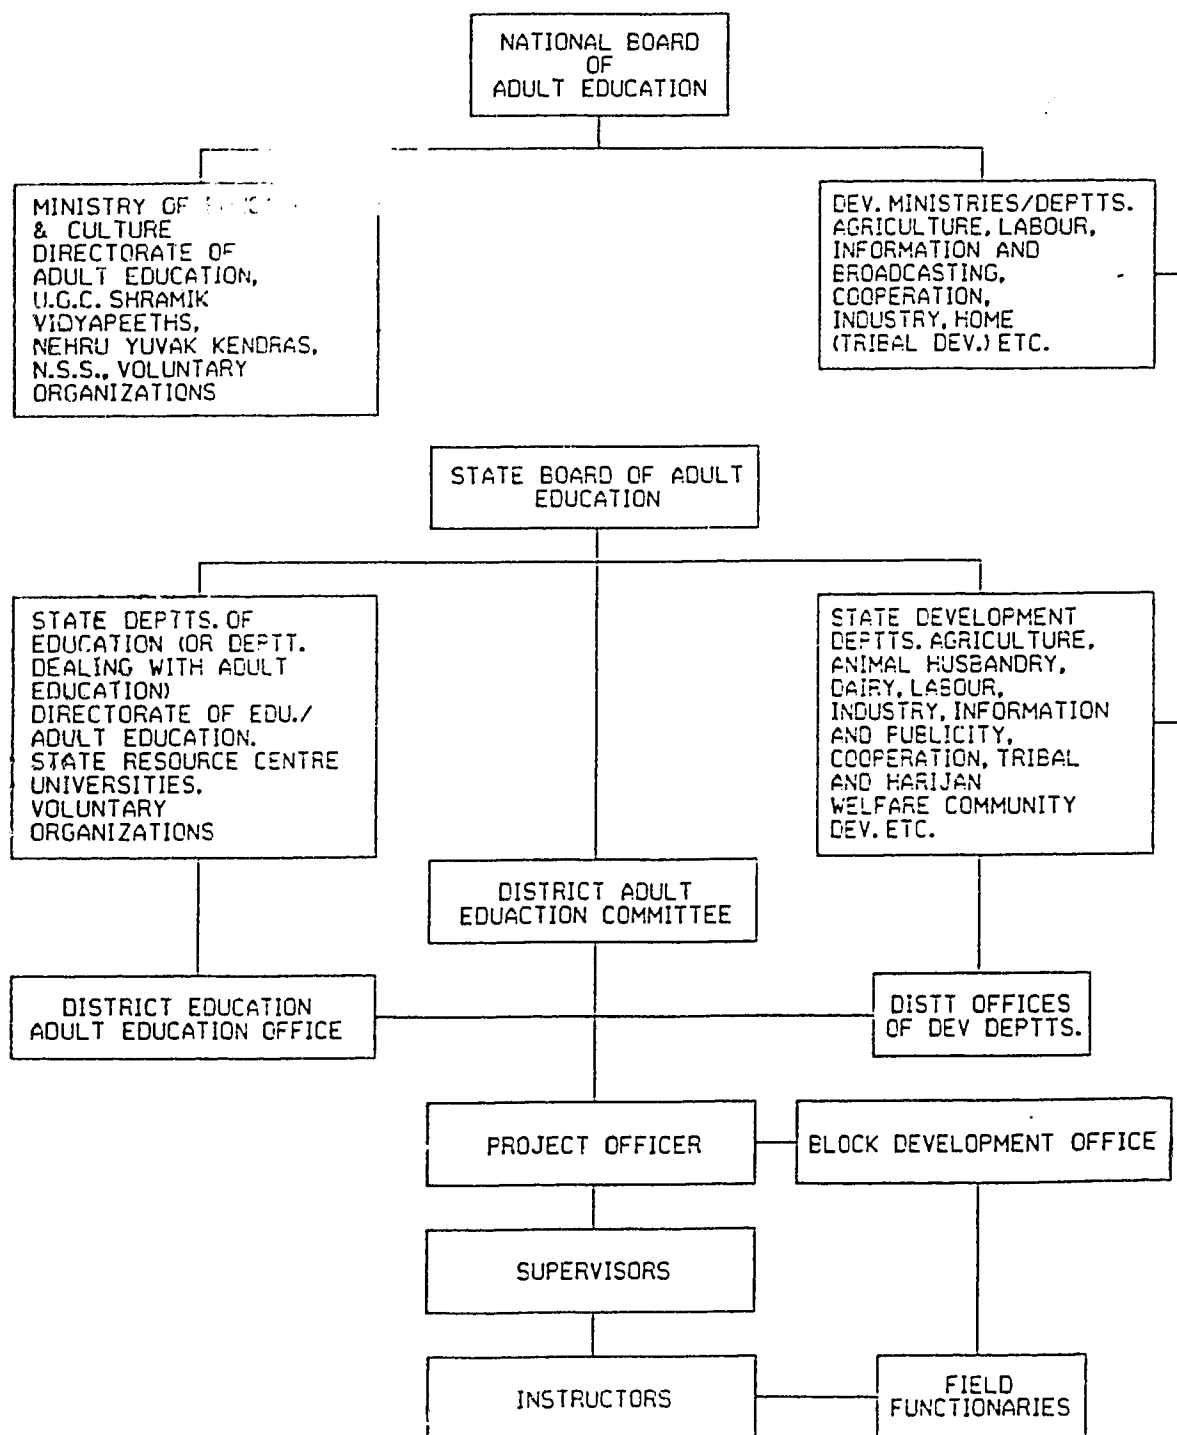 NATIONAL BOARD
OF
ADULT EDUCATION
MINISTRY OF
& CULTURE
DIRECTORATE OF
ADULT EDUCATION,
U.G.C. SHRAMIK
VIDYAPEETHS,
NEHRU YUVAK KENDRAS,
N.S.S., VOLUNTARY
ORGANIZATIONS
DEV. MINISTRIES/DEPTTS.
AGRICULTURE, LABOUR,
INFORMATION AND
BROADCASTING,
COOPERATION,
INDUSTRY, HOME
(TRIBAL DEV.) ETC.
STATE BOARD OF ADULT
EDUCATION
STATE DEPTTS. OF
EDUCATION (OR DEPTT.
DEALING WITH ADULT
EDUCATION)
DIRECTORATE OF EDU./
ADULT EDUCATION.
STATE RESOURCE CENTRE
UNIVERSITIES,
VOLUNTARY
ORGANIZATIONS
STATE DEVELOPMENT
DEPTTS. AGRICULTURE,
ANIMAL HUSBANDRY,
DAIRY, LABOUR,
INDUSTRY, INFORMATION
AND PUBLICITY,
COOPERATION, TRIBAL
AND HARIJAN
WELFARE COMMUNITY
DEV. ETC.
DISTRICT ADULT
EDUACTION COMMITTEE
DISTRICT EDUCATION
ADULT EDUCATION OFFICE
DISTT OFFICES
OF DEV DEPTTS.
PROJECT OFFICER
BLOCK DEVELOPMENT OFFICE
SUPERVISORS
INSTRUCTORS
FIELD
FUNCTIONARIES